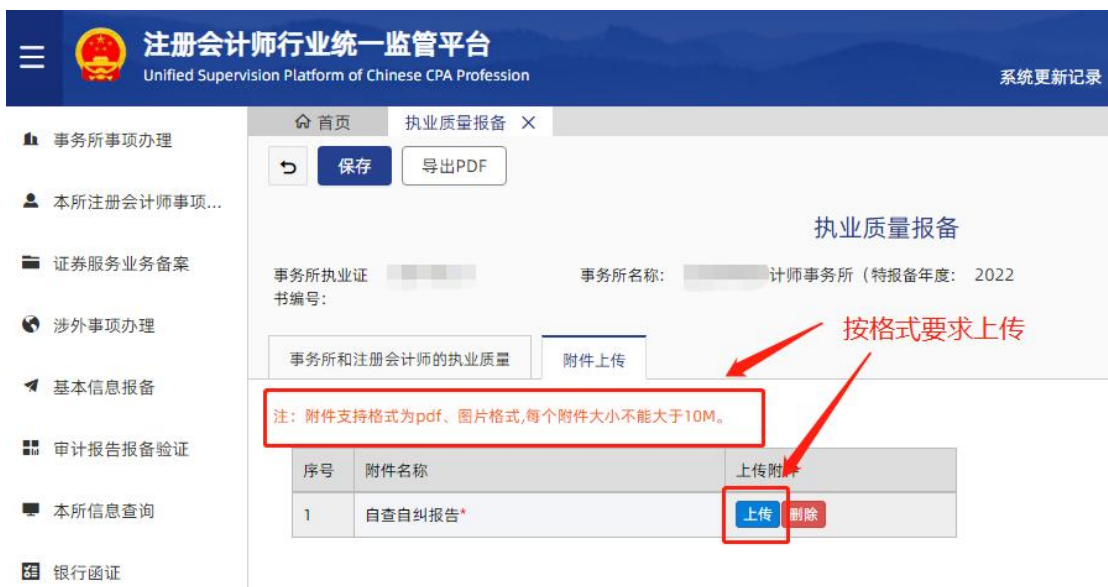 注册会计师行业统一监管平台
Unified Supervision Platform of Chinese CPA Profession
系统更新记录
首页 执业质量报备
事务所事项办理
保存 导出PDF
本所注册会计师事项...
执业质量报备
证券服务业务备案
事务所执业证 事务所名称: 计师事务所（特报备年度: 2022
书编号:
涉外事项办理
按格式要求上传
事务所和注册会计师的执业质量 附件上传
基本信息报备
注：附件支持格式为pdf、图片格式,每个附件大小不能大于10M。
审计报告报备验证
序号 附件名称 上传附件
本所信息查询
1 自查自纠报告* 上传 删除
银行函证